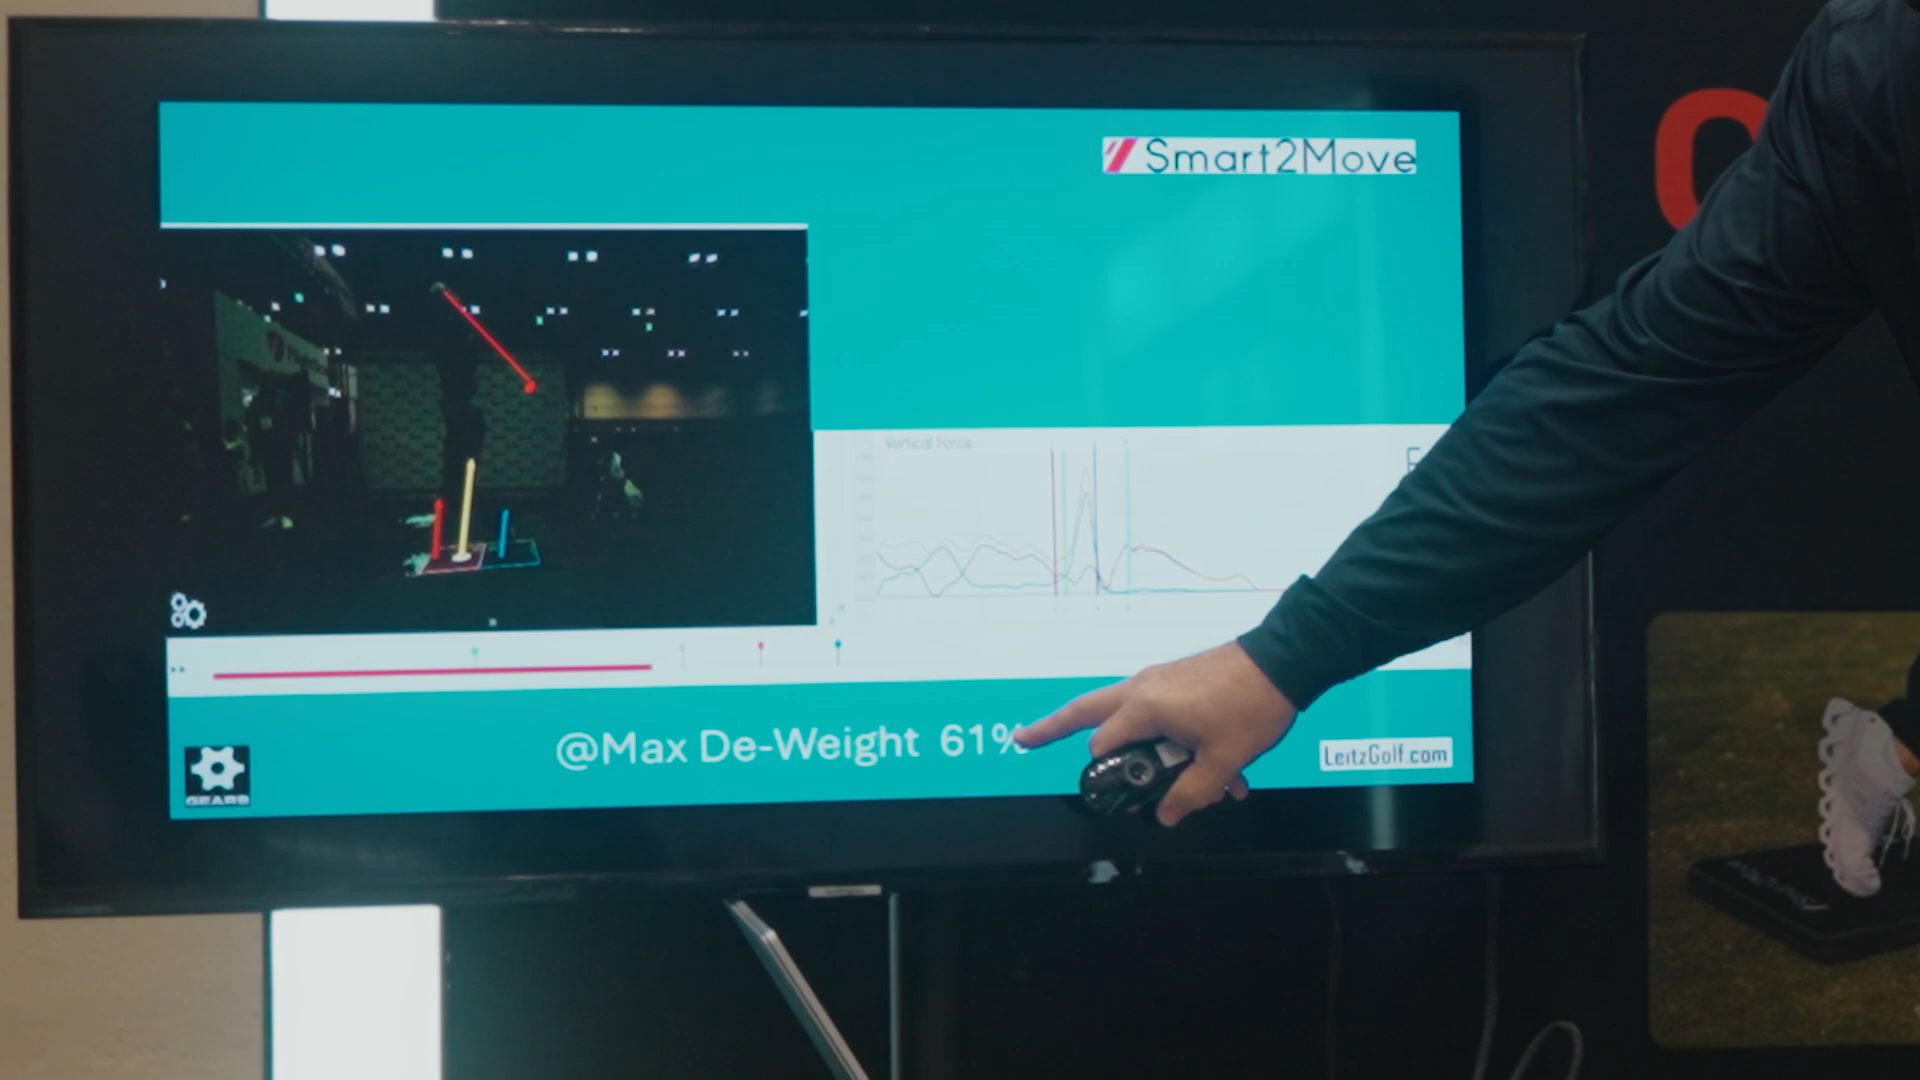 Smart2Move
Vertical Force
@Max De-Weight 61%
LeitzGolf.com
GEARS